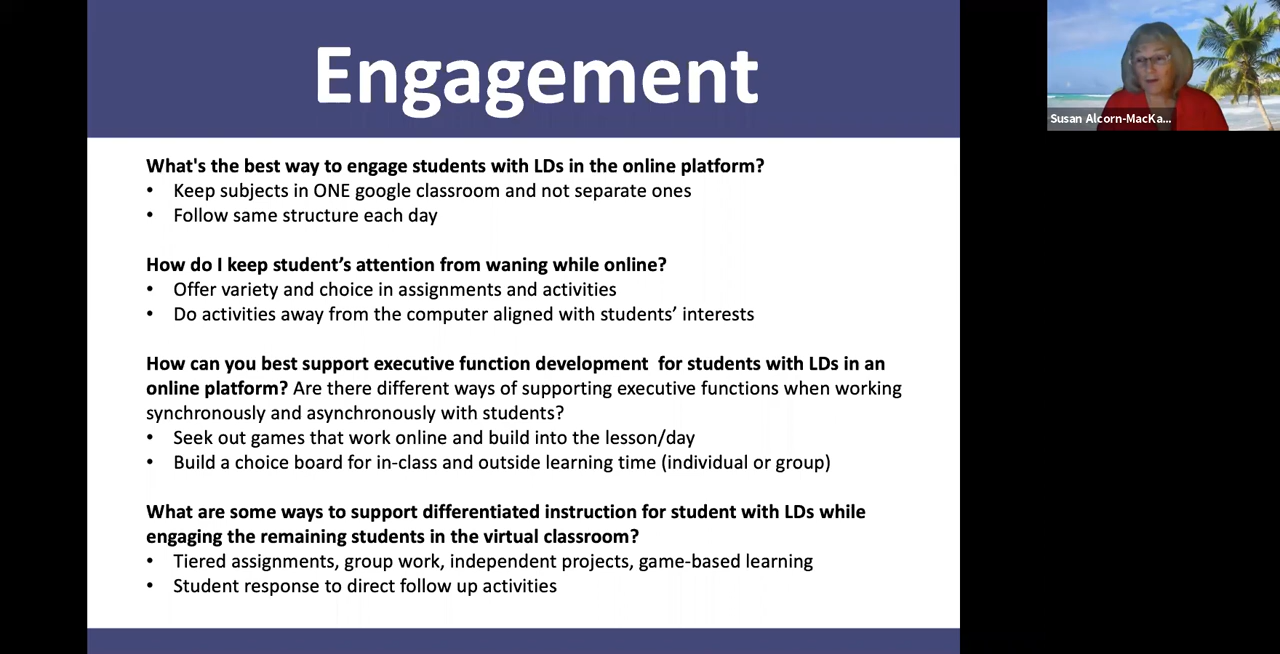 Engagement
Susan Alcorn-MacKa...
What's the best way to engage students with LDs in the online platform?
• Keep subjects in ONE google classroom and not separate ones
• Follow same structure each day
How do I keep student’s attention from waning while online?
• Offer variety and choice in assignments and activities
• Do activities away from the computer aligned with students’ interests
How can you best support executive function development  for students with LDs in an
online platform? Are there different ways of supporting executive functions when working
synchronously and asynchronously with students?
• Seek out games that work online and build into the lesson/day
• Build a choice board for in-class and outside learning time (individual or group)
What are some ways to support differentiated instruction for student with LDs while
engaging the remaining students in the virtual classroom?
• Tiered assignments, group work, independent projects, game-based learning
• Student response to direct follow up activities